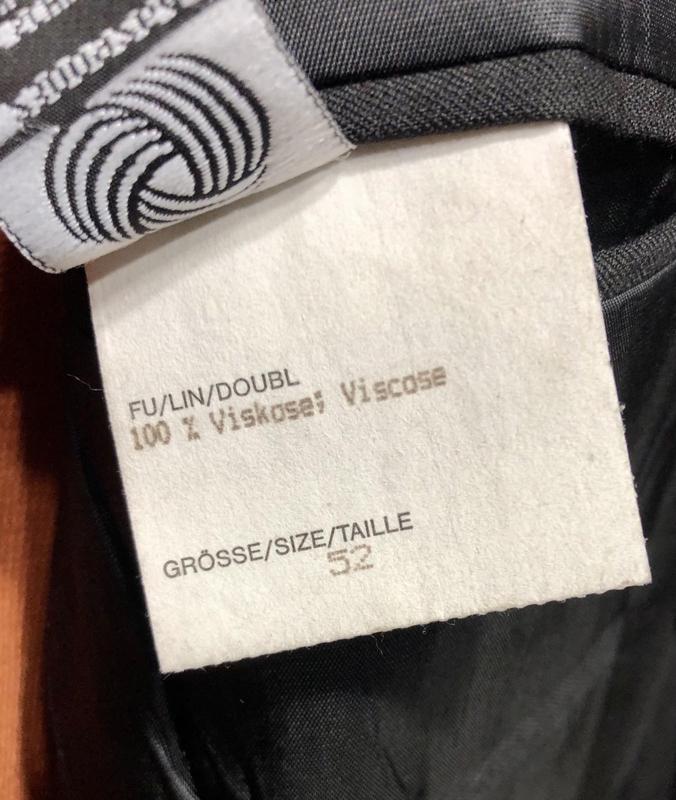 FU/LIN/DOUBL
100 % Viskose; Viscose
GRÖSSE/SIZE/TAILLE
52